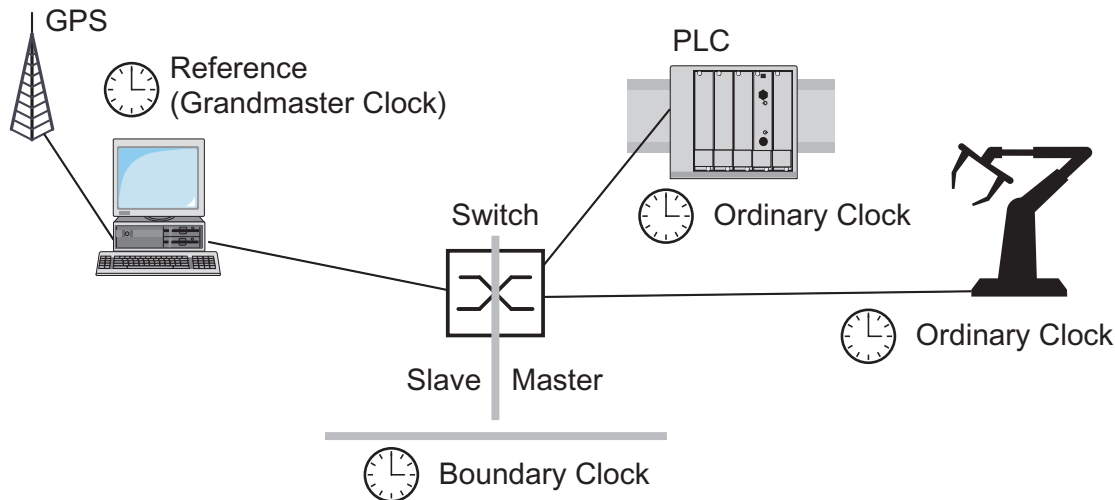 GPS
Reference
(Grandmaster Clock)
PLC
Ordinary Clock
Switch
Ordinary Clock
Slave
Master
Boundary Clock